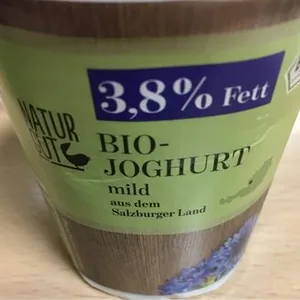 3,8% Fett
NATUR
GUT
BIO-
JOGHURT
mild
aus dem
Salzburger Land